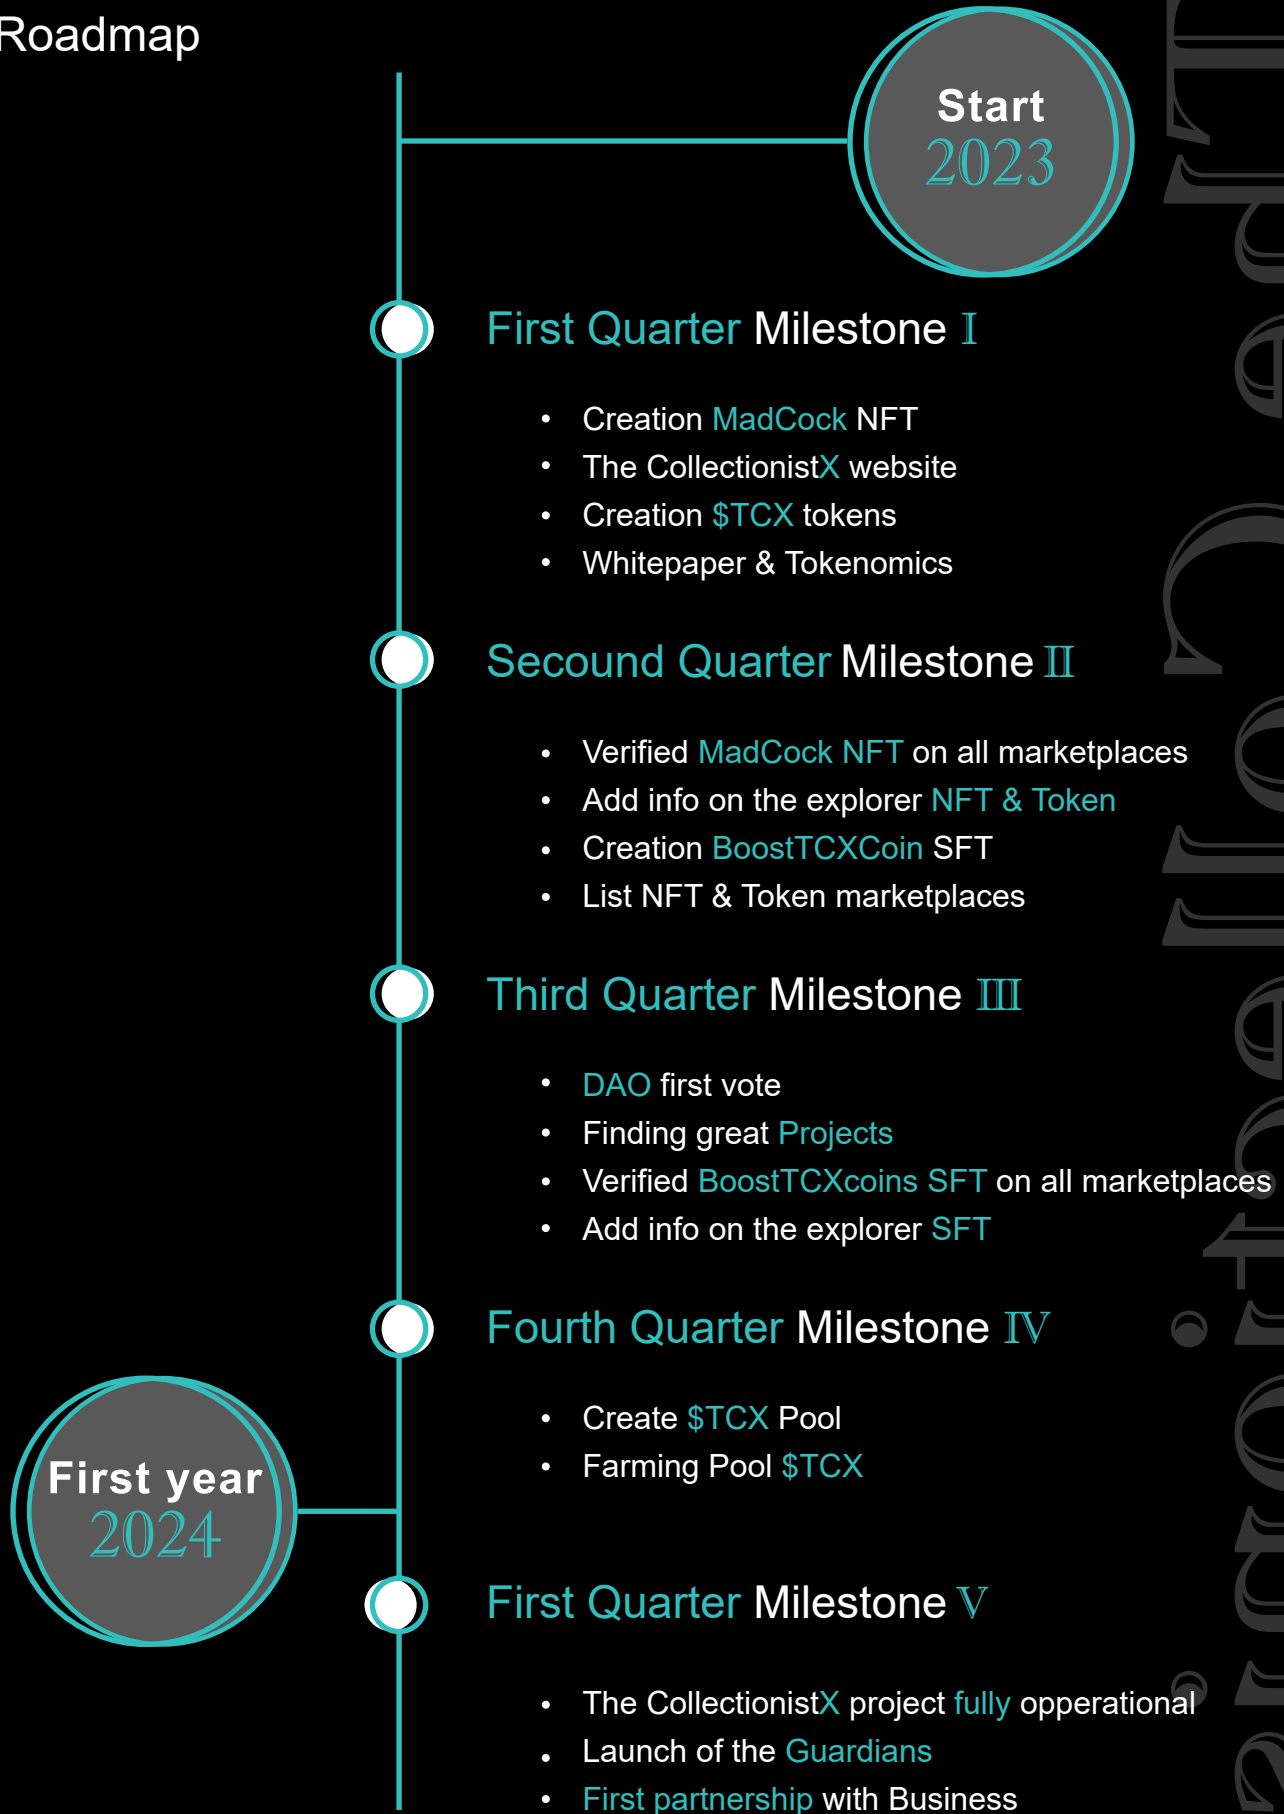 Roadmap
Start
2023
First Quarter Milestone I
• Creation MadCock NFT
• The CollectionistX website
• Creation $TCX tokens
• Whitepaper & Tokenomics
Secound Quarter Milestone II
• Verified MadCock NFT on all marketplaces
• Add info on the explorer NFT & Token
• Creation BoostTCXCoin SFT
• List NFT & Token marketplaces
Third Quarter Milestone III
• DAO first vote
• Finding great Projects
• Verified BoostTCXcoins SFT on all marketplaces
• Add info on the explorer SFT
Fourth Quarter Milestone IV
• Create $TCX Pool
• Farming Pool $TCX
First year
2024
First Quarter Milestone V
• The CollectionistX project fully opperational
• Launch of the Guardians
• First partnership with Business